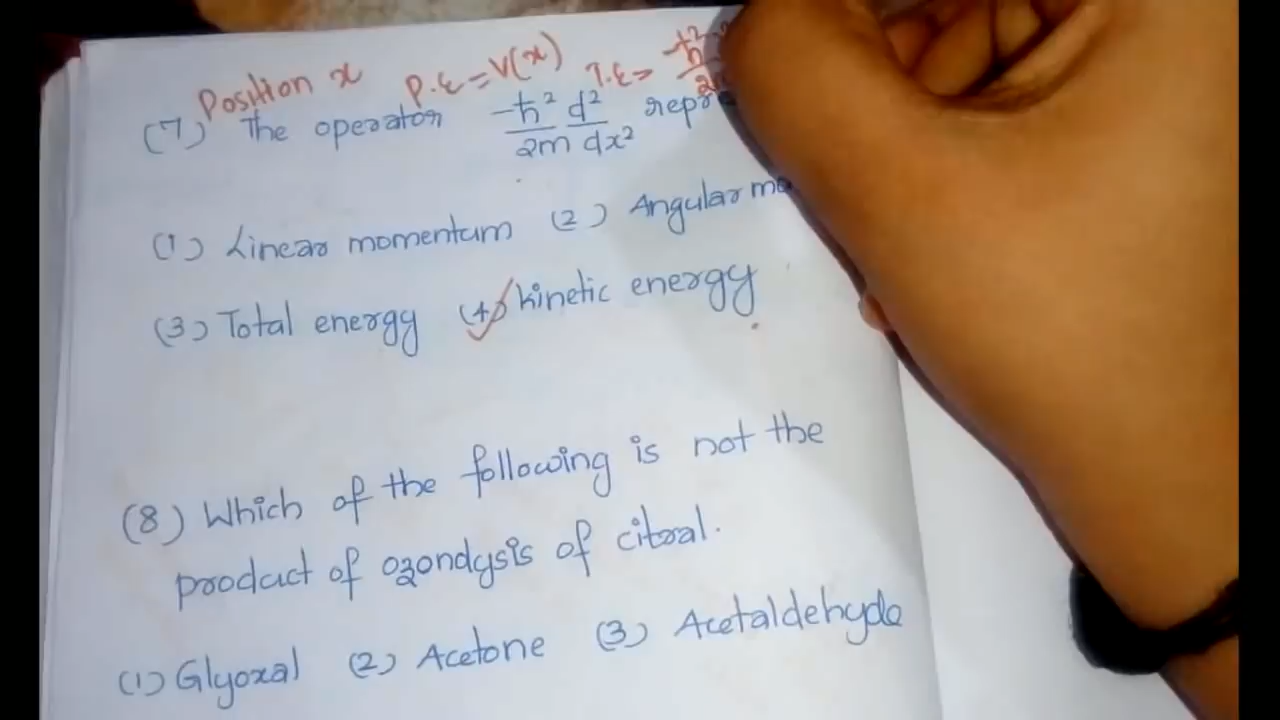 Position x P.E = V(x) T.E = -ħ²
(7) The operator -ħ²/2m d²/dx² repr
(1) Linear momentum (2) Angular mo
(3) Total energy (4) kinetic energy
(8) Which of the following is not the
product of ozondysis of citral.
(1) Glyoxal (2) Acetone (3) Acetaldehyde